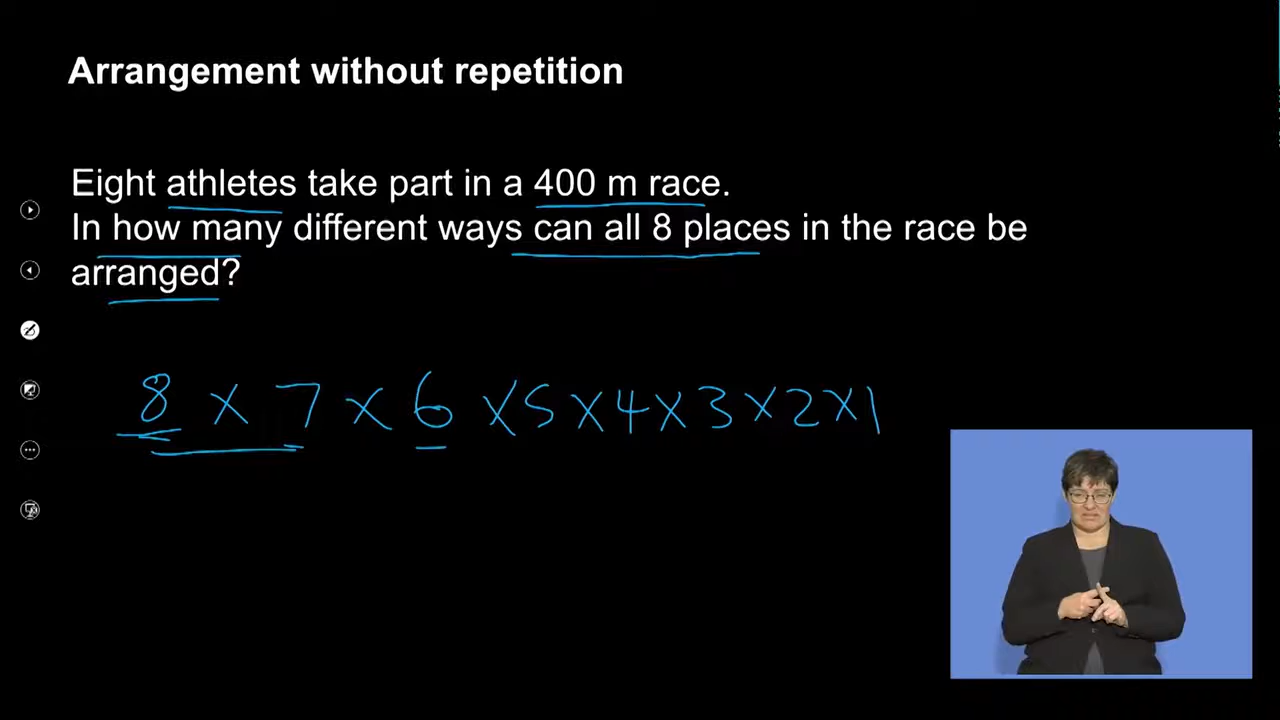 Arrangement without repetition
Eight athletes take part in a 400 m race.
In how many different ways can all 8 places in the race be
arranged?
8 × 7 × 6 × 5 × 4 × 3 × 2 × 1